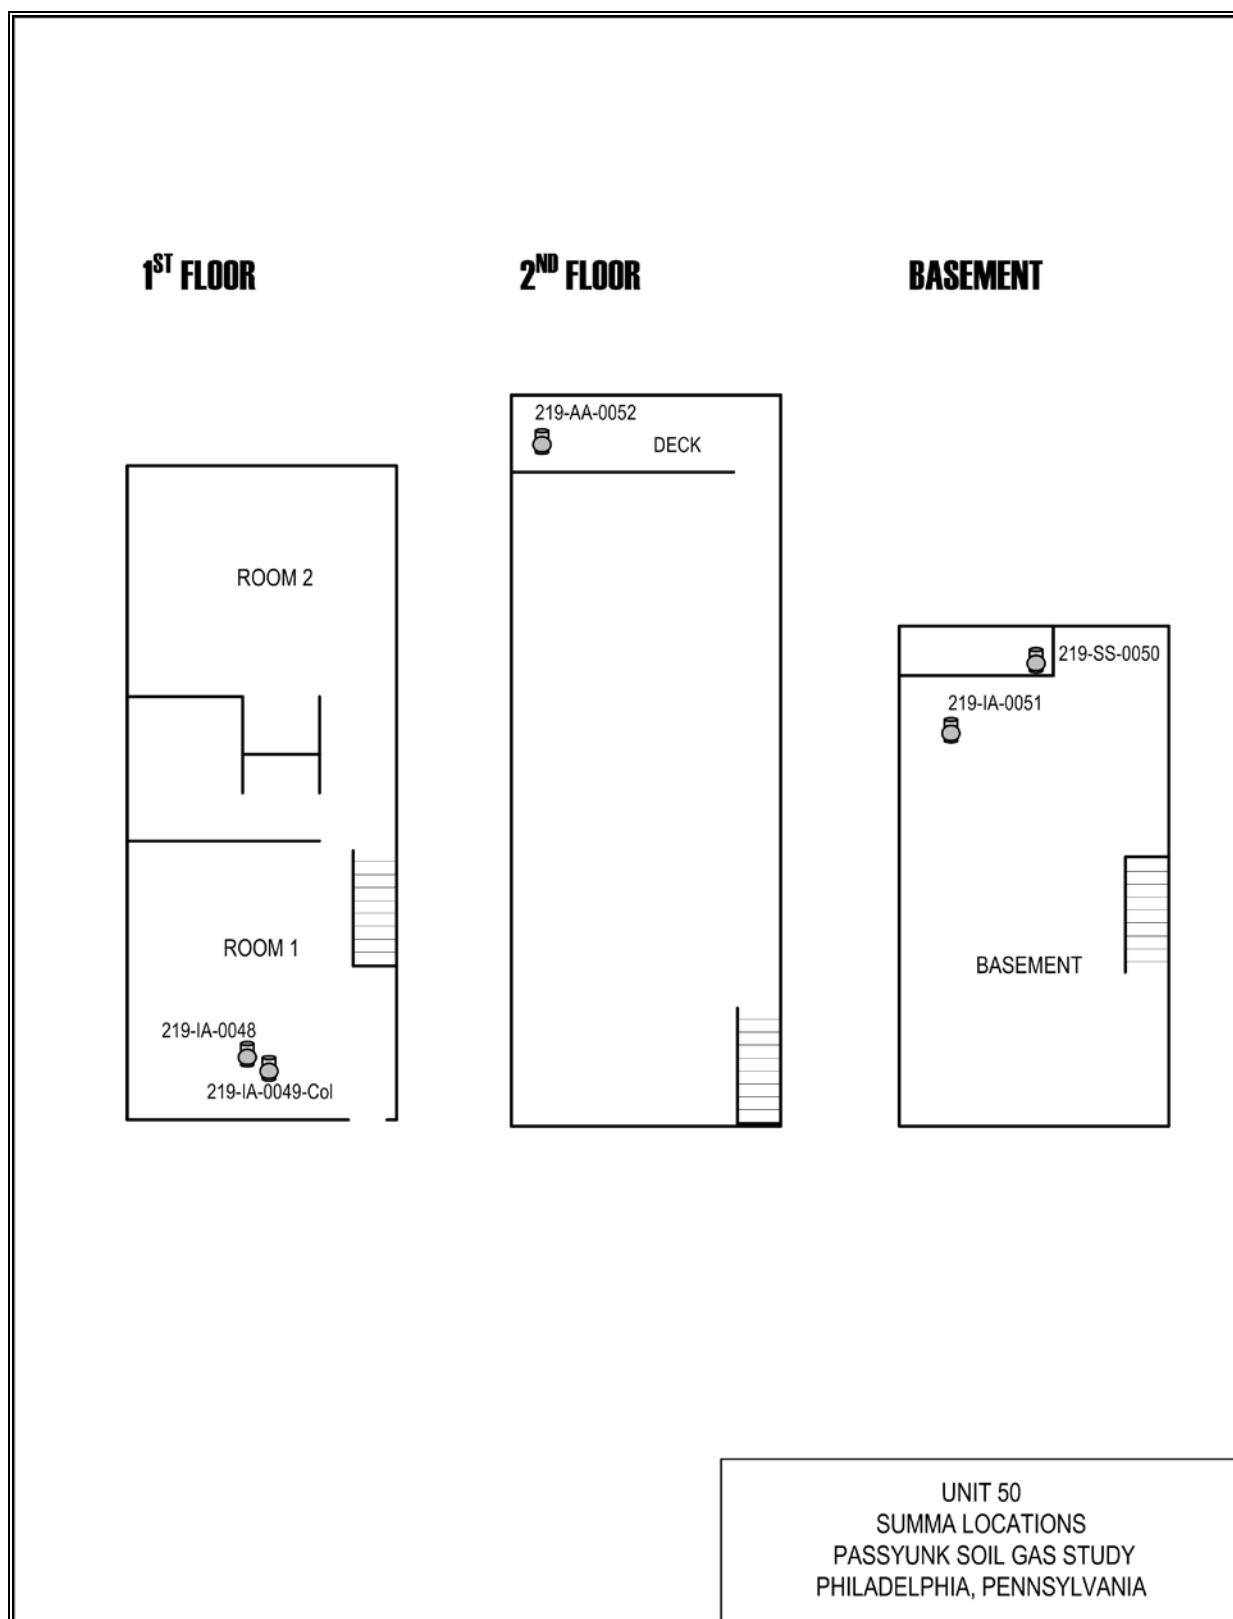 1ST FLOOR
2ND FLOOR
BASEMENT
219-AA-0052
DECK
ROOM 2
219-SS-0050
219-IA-0051
ROOM 1
BASEMENT
219-IA-0048
219-IA-0049-Col
UNIT 50
SUMMA LOCATIONS
PASSYUNK SOIL GAS STUDY
PHILADELPHIA, PENNSYLVANIA